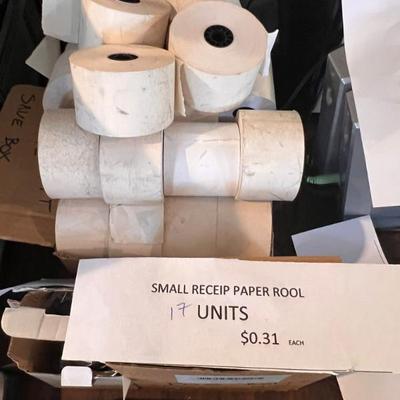 SAVE BOX
SMALL RECEIP PAPER ROOL
17 UNITS
$0.31 EACH